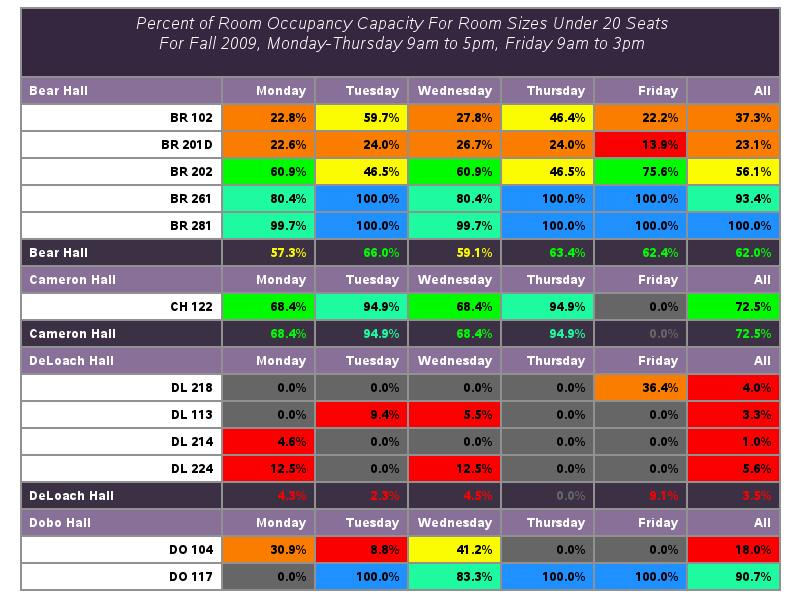 Percent of Room Occupancy Capacity For Room Sizes Under 20 Seats
For Fall 2009, Monday-Thursday 9am to 5pm, Friday 9am to 3pm
Bear Hall Monday Tuesday Wednesday Thursday Friday All
BR 102 22.8% 59.7% 27.8% 46.4% 22.2% 37.3%
BR 201D 22.6% 24.0% 26.7% 24.0% 13.9% 23.1%
BR 202 60.9% 46.5% 60.9% 46.5% 75.6% 56.1%
BR 261 80.4% 100.0% 80.4% 100.0% 100.0% 93.4%
BR 281 99.7% 100.0% 99.7% 100.0% 100.0% 100.0%
Bear Hall 57.3% 66.0% 59.1% 63.4% 62.4% 62.0%
Cameron Hall Monday Tuesday Wednesday Thursday Friday All
CH 122 68.4% 94.9% 68.4% 94.9% 0.0% 72.5%
Cameron Hall 68.4% 94.9% 68.4% 94.9% 0.0% 72.5%
DeLoach Hall Monday Tuesday Wednesday Thursday Friday All
DL 218 0.0% 0.0% 0.0% 0.0% 36.4% 4.0%
DL 113 0.0% 9.4% 5.5% 0.0% 0.0% 3.3%
DL 214 4.6% 0.0% 0.0% 0.0% 0.0% 1.0%
DL 224 12.5% 0.0% 12.5% 0.0% 0.0% 5.6%
DeLoach Hall 4.3% 2.3% 4.5% 0.0% 9.1% 3.5%
Dobo Hall Monday Tuesday Wednesday Thursday Friday All
DO 104 30.9% 8.8% 41.2% 0.0% 0.0% 18.0%
DO 117 0.0% 100.0% 83.3% 100.0% 100.0% 90.7%